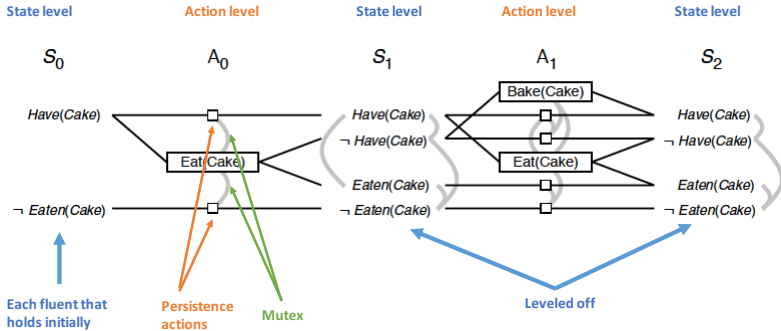 State level Action level State level Action level State level
S0 A0 S1 A1 S2
Bake(Cake)
Have(Cake) Have(Cake) Have(Cake)
¬ Have(Cake) ¬ Have(Cake)
Eat(Cake) Eat(Cake)
Eaten(Cake) Eaten(Cake)
¬ Eaten(Cake) ¬ Eaten(Cake) ¬ Eaten(Cake)
Each fluent that
holds initially
Persistence
actions
Mutex
Leveled off